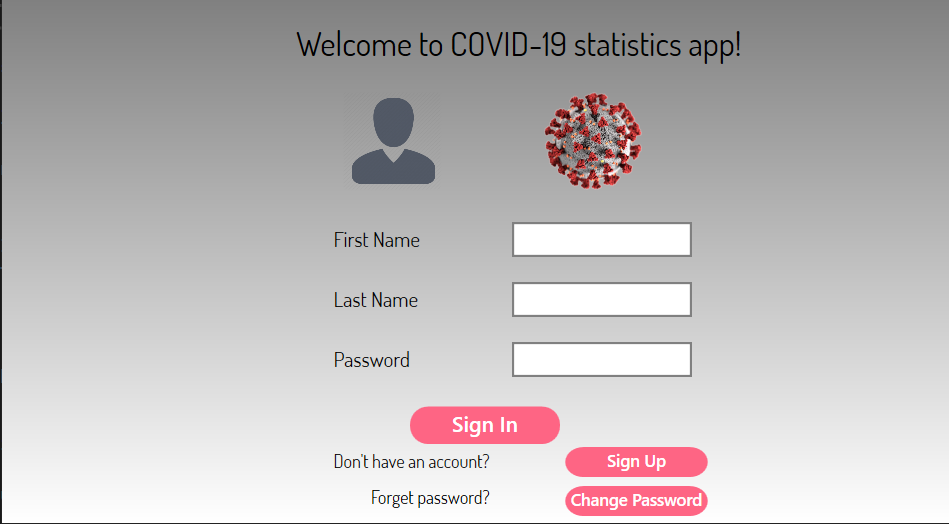 Welcome to COVID-19 statistics app!
First Name
Last Name
Password
Sign In
Don't have an account? Sign Up
Forget password? Change Password